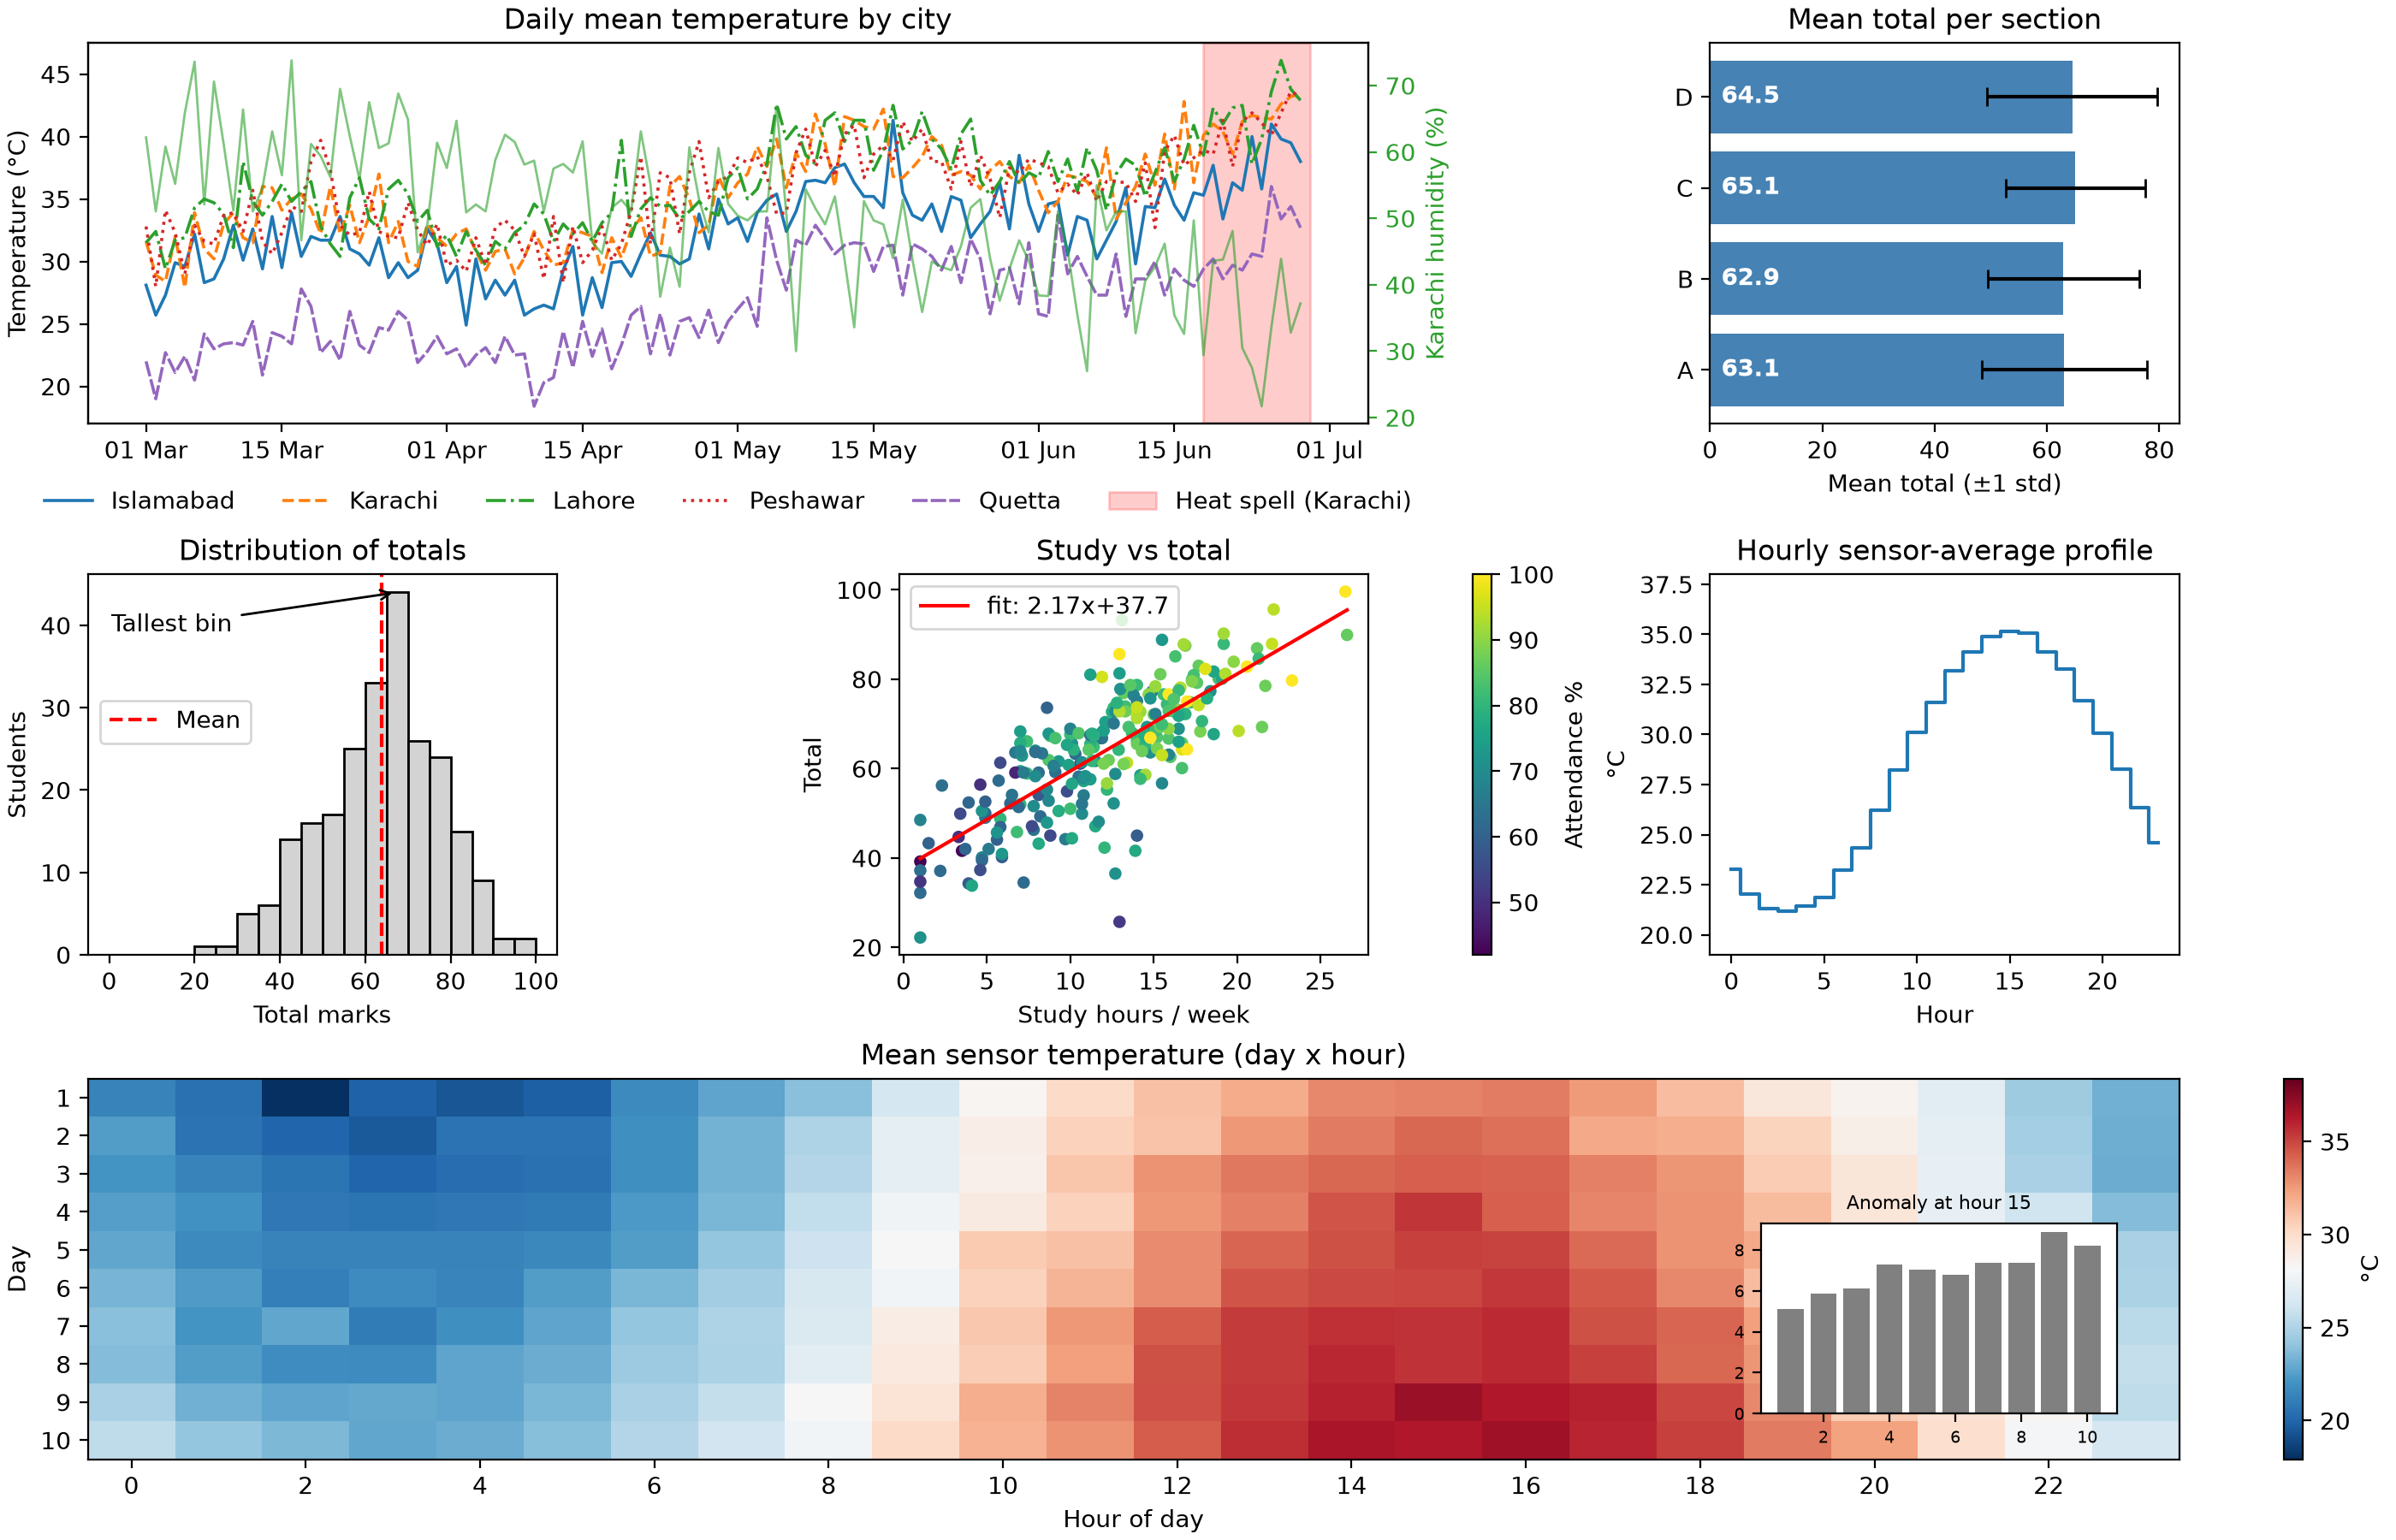 Daily mean temperature by city
Temperature (°C)
45
40
35
30
25
20
70
60
50
40
30
20
Karachi humidity (%)
01 Mar 15 Mar 01 Apr 15 Apr 01 May 15 May 01 Jun 15 Jun 01 Jul
Islamabad Karachi Lahore Peshawar Quetta Heat spell (Karachi)
Mean total per section
D 64.5
C 65.1
B 62.9
A 63.1
0 20 40 60 80
Mean total (±1 std)
Distribution of totals
Students
40
30
20
10
0
Tallest bin
Mean
0 20 40 60 80 100
Total marks
Study vs total
Total
100
80
60
40
20
fit: 2.17x+37.7
0 5 10 15 20 25
Study hours / week
100
90
80
70
60
50
Attendance %
Hourly sensor-average profile
°C
37.5
35.0
32.5
30.0
27.5
25.0
22.5
20.0
0 5 10 15 20
Hour
Mean sensor temperature (day x hour)
Day
1
2
3
4
5
6
7
8
9
10
0 2 4 6 8 10 12 14 16 18 20 22
Hour of day
Anomaly at hour 15
8
6
4
2
0
2 4 6 8 10
35
30
25
20
°C